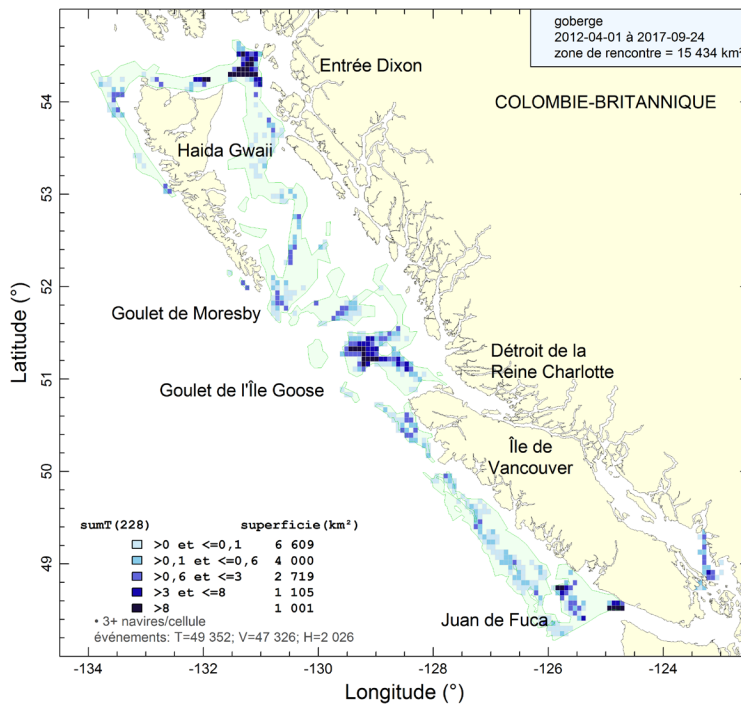 goberge
2012-04-01 à 2017-09-24
zone de rencontre = 15 434 km²
Entrée Dixon
COLOMBIE-BRITANNIQUE
Haida Gwaii
Goulet de Moresby
Détroit de la
Reine Charlotte
Goulet de l'Île Goose
Île de
Vancouver
Juan de Fuca
sumT(228) superficie(km²)
>0 et <=0,1 6 609
>0,1 et <=0,6 4 000
>0,6 et <=3 2 719
>3 et <=8 1 105
>8 1 001
• 3+ navires/cellule
événements: T=49 352; V=47 326; H=2 026
54
53
52
51
50
49
48
Latitude (°)
-134 -132 -130 -128 -126 -124
Longitude (°)